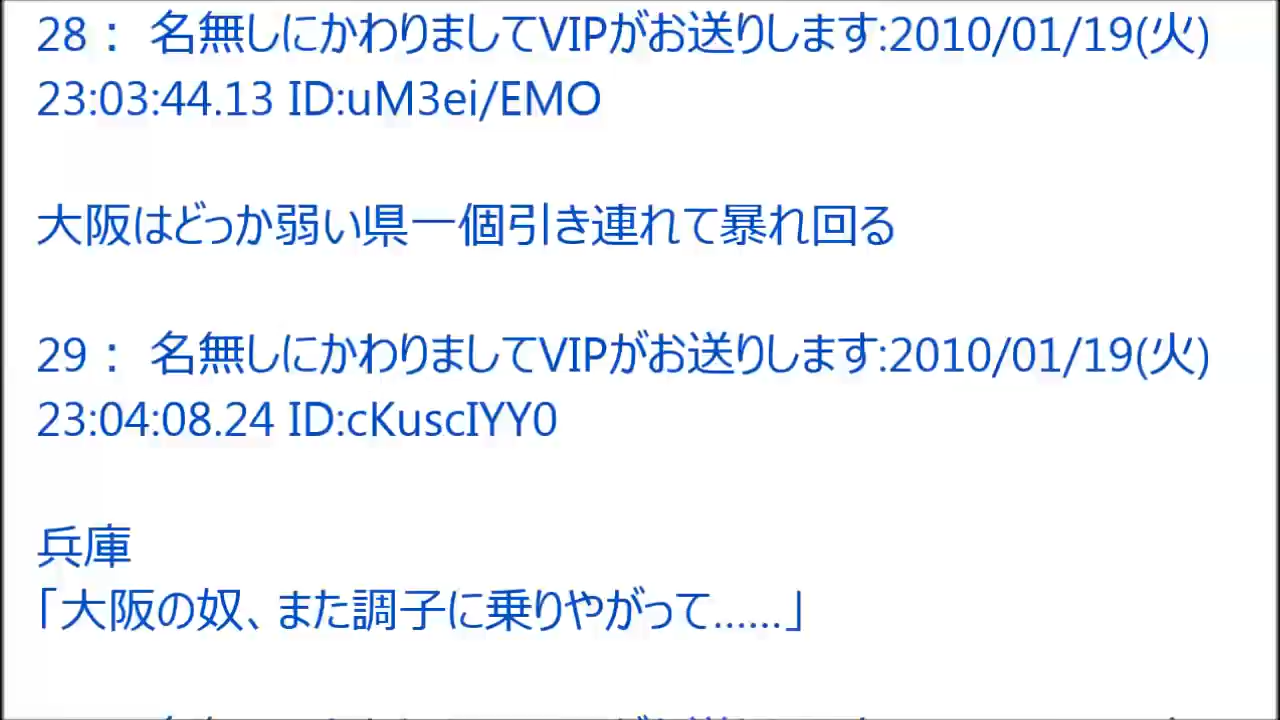 28： 名無しにかわりましてVIPがお送りします:2010/01/19(火)
23:03:44.13 ID:uM3ei/EMO
大阪はどっか弱い県一個引き連れて暴れ回る
29： 名無しにかわりましてVIPがお送りします:2010/01/19(火)
23:04:08.24 ID:cKuscIYY0
兵庫
「大阪の奴、また調子に乗りやがって……」